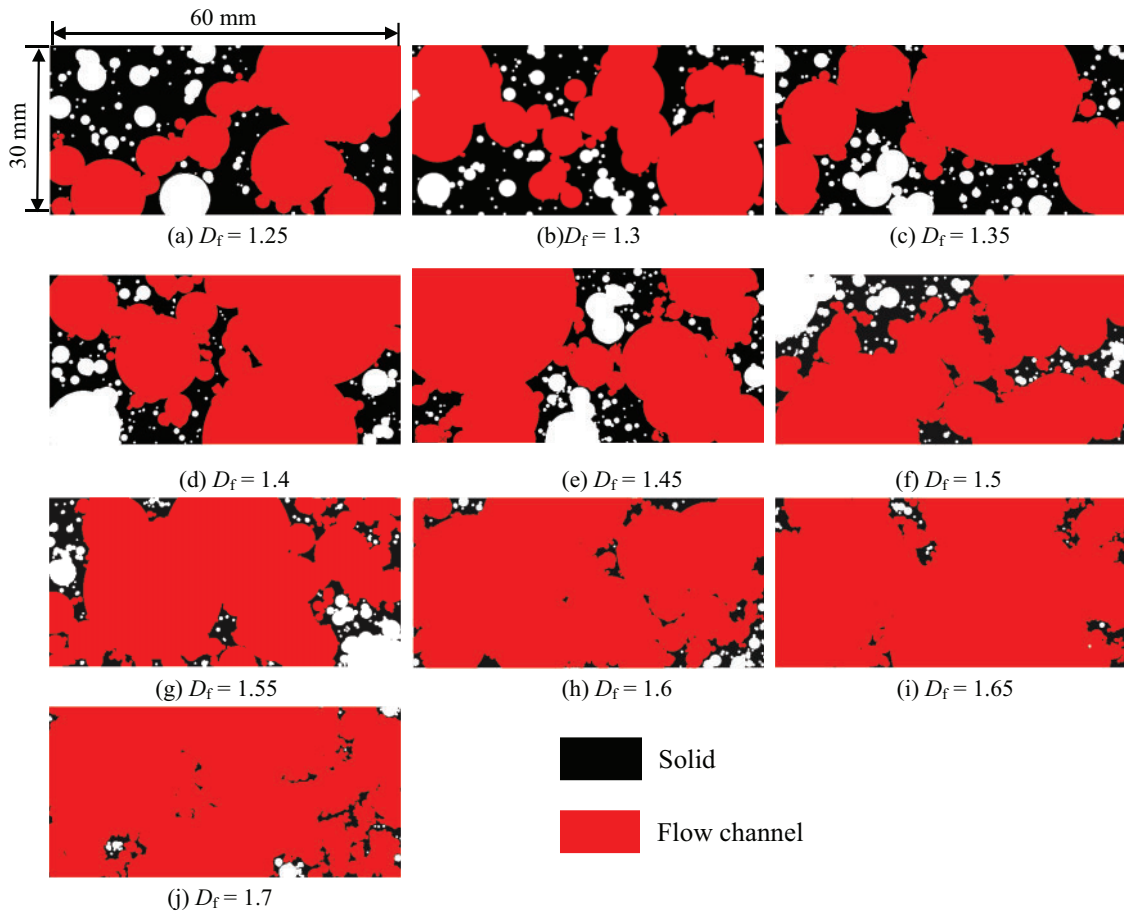 60 mm
30 mm
(a) Df = 1.25
(b)Df = 1.3
(c) Df = 1.35
(d) Df = 1.4
(e) Df = 1.45
(f) Df = 1.5
(g) Df = 1.55
(h) Df = 1.6
(i) Df = 1.65
Solid
Flow channel
(j) Df = 1.7